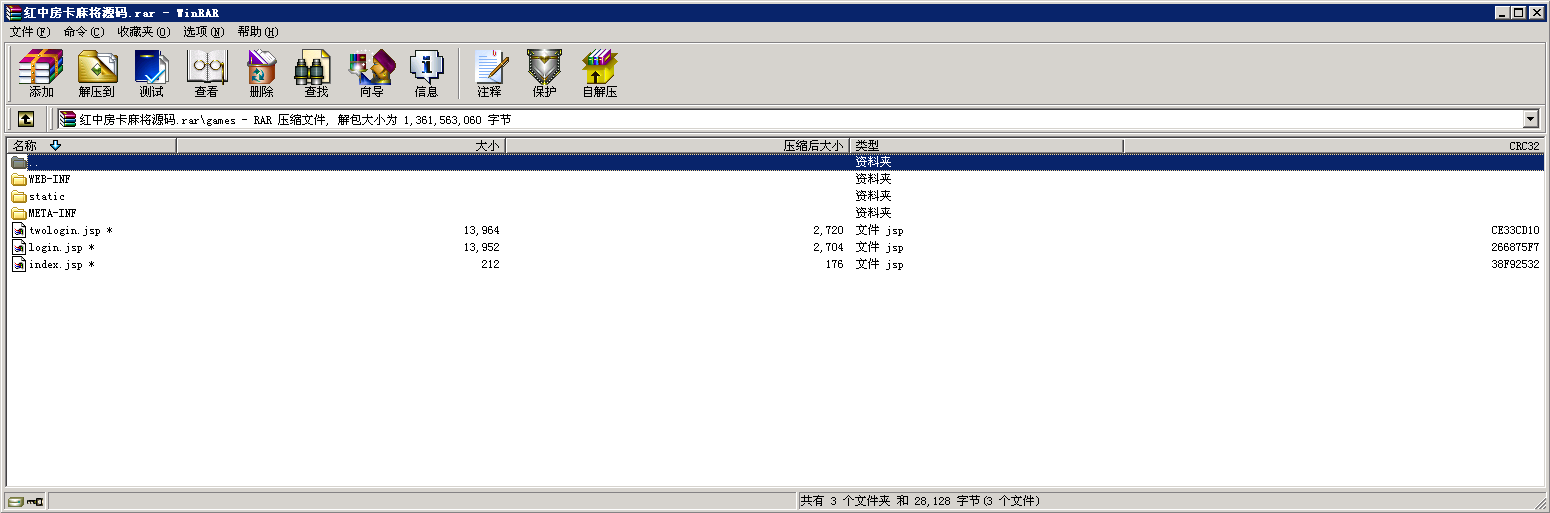 红中房卡麻将源码.rar - WinRAR
文件(F) 命令(C) 收藏夹(O) 选项(N) 帮助(H)
添加 解压到 测试 查看 删除 查找 向导 信息 注释 保护 自解压
红中房卡麻将源码.rar\games - RAR 压缩文件, 解包大小为 1,361,563,060 字节
名称 大小 压缩后大小 类型 CRC32
.. 资料夹
WEB-INF 资料夹
static 资料夹
META-INF 资料夹
twologin.jsp * 13,964 2,720 文件 jsp CE33CD10
login.jsp * 13,952 2,704 文件 jsp 266875F7
index.jsp * 212 176 文件 jsp 38F92532
共有 3 个文件夹 和 28,128 字节(3 个文件)